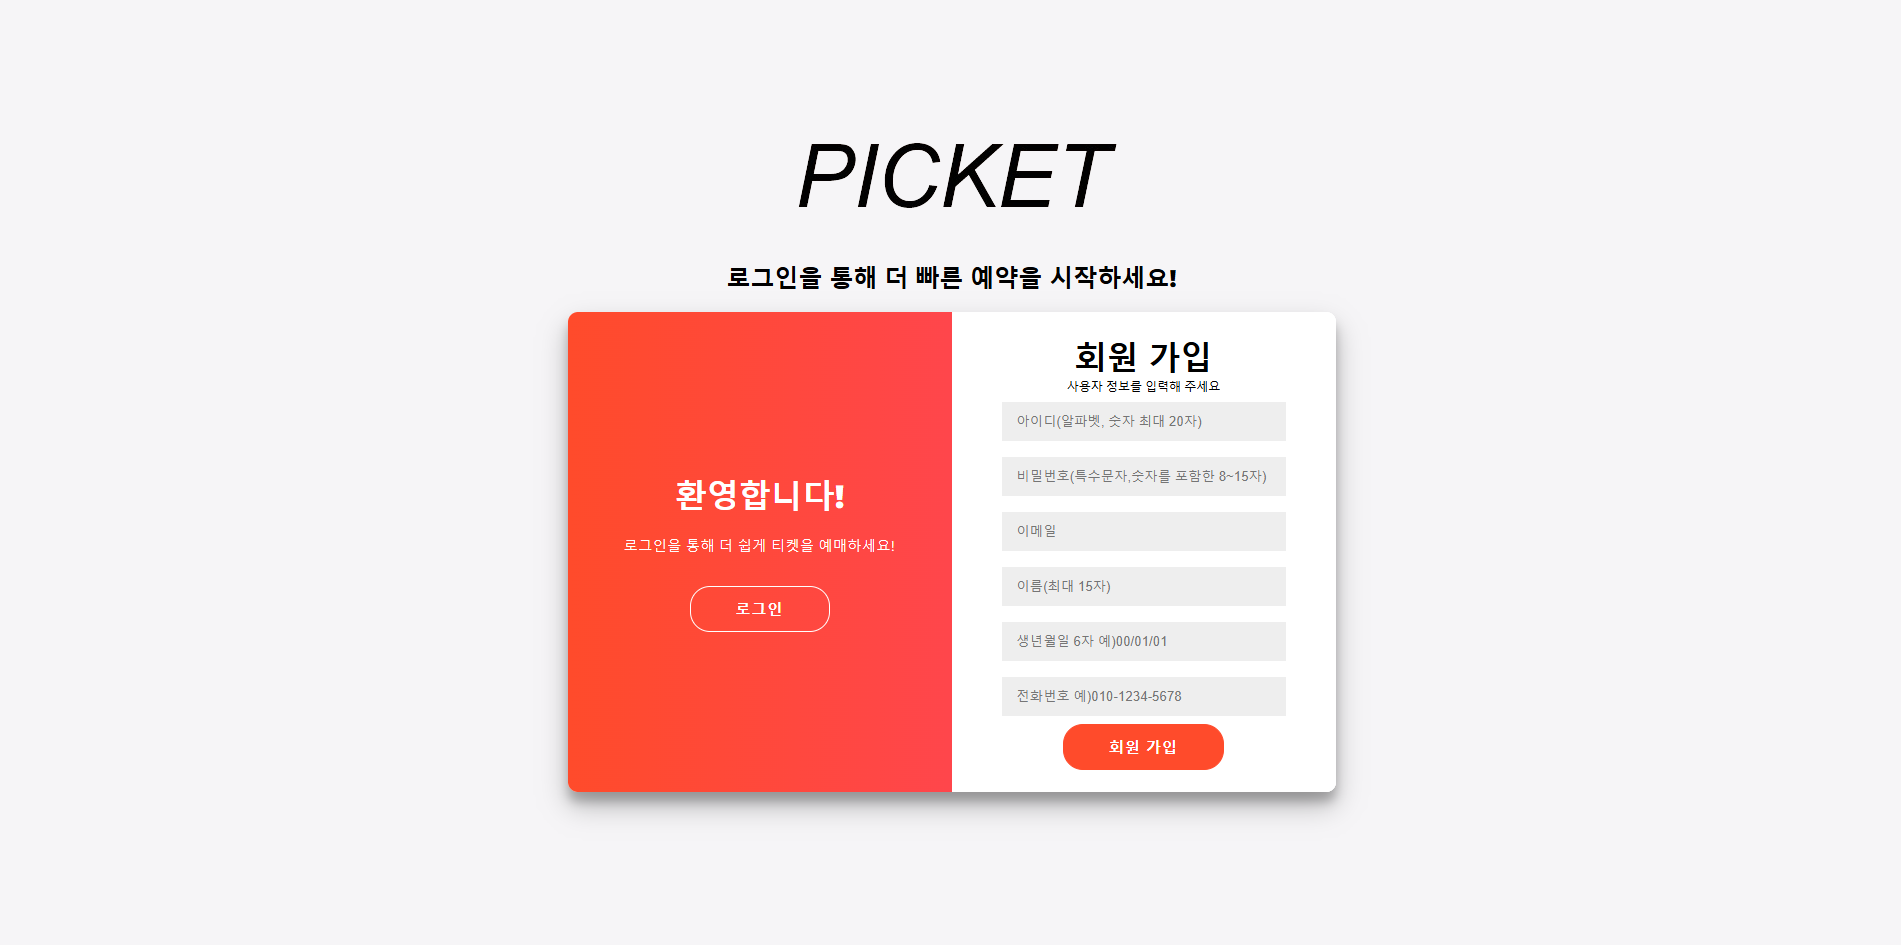 PICKET
로그인을 통해 더 빠른 예약을 시작하세요!
환영합니다!
로그인을 통해 더 쉽게 티켓을 예매하세요!
로그인
회원 가입
사용자 정보를 입력해 주세요
아이디(알파벳, 숫자 최대 20자)
비밀번호(특수문자,숫자를 포함한 8~15자)
이메일
이름(최대 15자)
생년월일 6자 예)00/01/01
전화번호 예)010-1234-5678
회원 가입